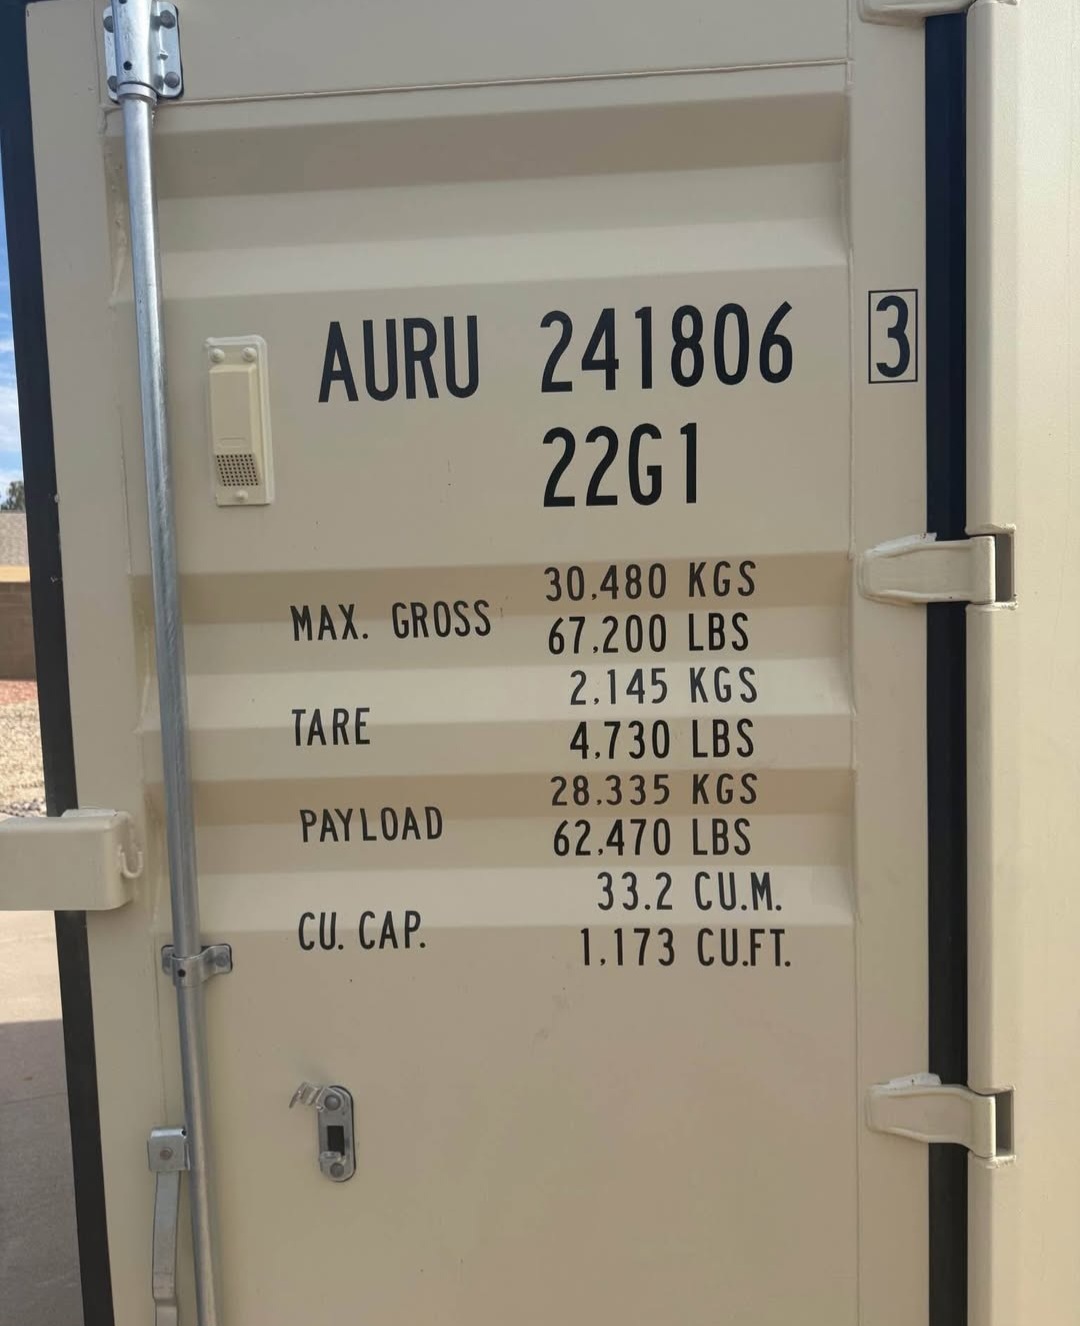 AURU 241806 3
22G1
MAX. GROSS 30.480 KGS
67.200 LBS
TARE 2.145 KGS
4.730 LBS
PAYLOAD 28.335 KGS
62.470 LBS
CU. CAP. 33.2 CU.M.
1.173 CU.FT.